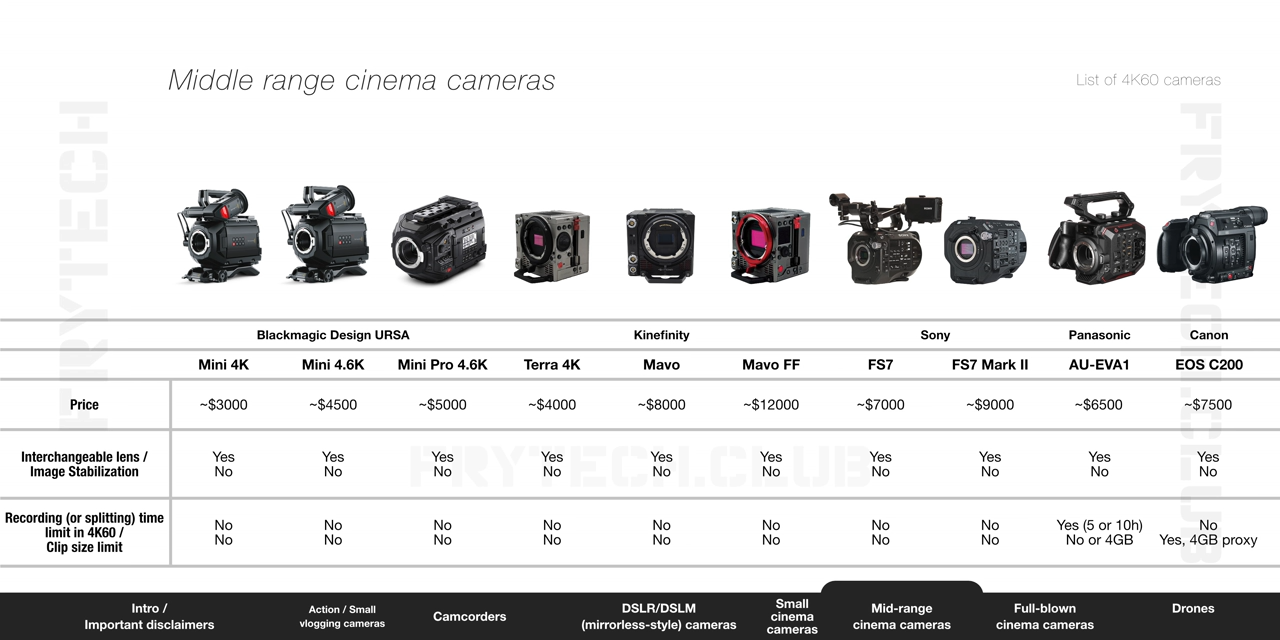 Middle range cinema cameras
List of 4K60 cameras
FRYTECH
FRYTECH.CLUB
Blackmagic Design URSA Kinefinity Sony Panasonic Canon
Mini 4K Mini 4.6K Mini Pro 4.6K Terra 4K Mavo Mavo FF FS7 FS7 Mark II AU-EVA1 EOS C200
Price ~$3000 ~$4500 ~$5000 ~$4000 ~$8000 ~$12000 ~$7000 ~$9000 ~$6500 ~$7500
Interchangeable lens / Yes Yes Yes Yes Yes Yes Yes Yes Yes Yes
Image Stabilization No No No No No No No No No No
FRYTECH.CLUB
Recording (or splitting) time
limit in 4K60 / No No No No No No No No Yes (5 or 10h) No
Clip size limit No No No No No No No No No or 4GB Yes, 4GB proxy
Intro /
Important disclaimers
Action / Small
vlogging cameras
Camcorders
DSLR/DSLM
(mirrorless-style) cameras
Small
cinema
cameras
Mid-range
cinema cameras
Full-blown
cinema cameras
Drones